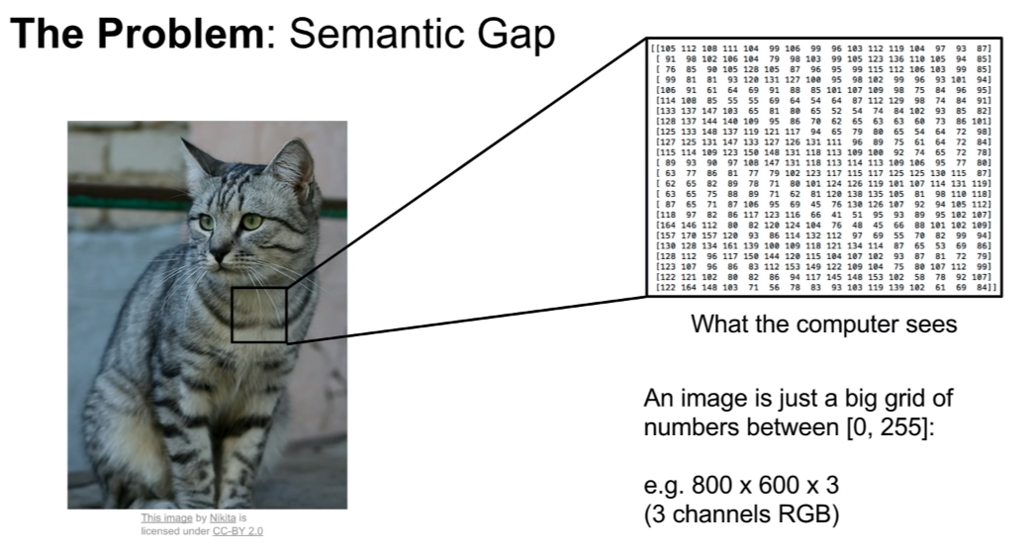 The Problem: Semantic Gap
[[105 112 108 111 104 99 106 99 96 103 112 119 104 97 93 87]
[ 91 98 102 106 104 79 98 103 99 105 123 136 110 105 94 85]
[ 76 85 90 105 128 105 87 96 95 99 115 112 106 103 99 85]
[ 99 81 81 93 120 131 127 100 95 98 102 99 96 93 101 94]
[106 91 61 64 69 91 88 85 101 107 109 98 75 84 96 95]
[114 108 85 55 55 69 64 54 64 87 112 129 98 74 84 91]
[133 137 147 103 65 81 80 65 52 54 74 84 102 93 85 82]
[128 137 144 140 109 95 86 70 62 65 63 63 60 73 86 101]
[125 133 148 137 119 121 117 94 65 79 80 65 54 64 72 98]
[127 125 131 147 133 127 126 131 111 96 89 75 61 64 72 84]
[115 114 109 123 150 148 131 118 113 109 100 92 74 65 72 78]
[ 89 93 90 97 108 147 131 118 113 114 113 109 106 95 77 80]
[ 63 77 86 81 77 79 102 123 117 115 117 125 125 130 115 87]
[ 62 65 82 89 78 71 80 101 124 126 119 101 107 114 131 119]
[ 63 65 75 88 89 71 62 81 120 138 135 105 81 98 110 118]
[ 87 65 71 87 106 95 69 45 76 130 126 107 92 94 105 112]
[118 97 82 86 117 123 116 66 41 51 95 93 89 95 102 107]
[164 146 112 80 82 120 124 104 76 48 45 66 88 101 102 109]
[157 170 157 120 93 86 114 132 112 97 69 55 70 82 99 94]
[130 128 134 161 139 100 109 118 121 134 114 87 65 53 69 86]
[128 112 96 117 150 144 120 115 104 107 102 93 87 81 72 79]
[123 107 96 86 83 112 153 149 122 109 104 75 80 107 112 99]
[122 121 102 80 82 86 94 117 145 148 153 102 58 78 92 107]
[122 164 148 103 71 56 78 83 93 103 119 139 102 61 69 84]]
What the computer sees
An image is just a big grid of
numbers between [0, 255]:
e.g. 800 x 600 x 3
(3 channels RGB)
This image by Nikita is
licensed under CC-BY 2.0